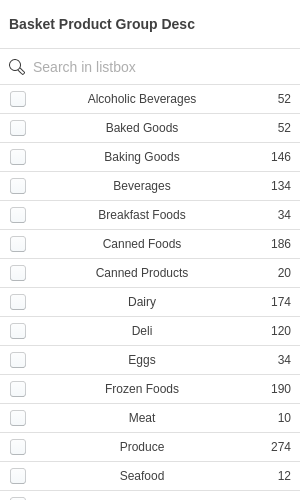 Basket Product Group Desc
Search in listbox
Alcoholic Beverages 52
Baked Goods 52
Baking Goods 146
Beverages 134
Breakfast Foods 34
Canned Foods 186
Canned Products 20
Dairy 174
Deli 120
Eggs 34
Frozen Foods 190
Meat 10
Produce 274
Seafood 12